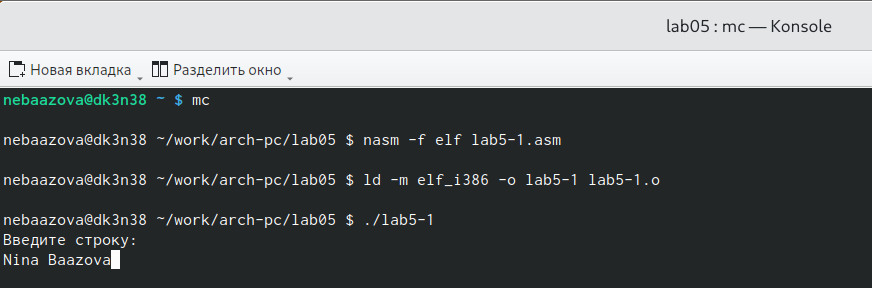 lab05 : mc — Konsole
Новая вкладка Разделить окно
nebaazova@dk3n38 ~ $ mc
nebaazova@dk3n38 ~/work/arch-pc/lab05 $ nasm -f elf lab5-1.asm
nebaazova@dk3n38 ~/work/arch-pc/lab05 $ ld -m elf_i386 -o lab5-1 lab5-1.o
nebaazova@dk3n38 ~/work/arch-pc/lab05 $ ./lab5-1
Введите строку:
Nina Baazova